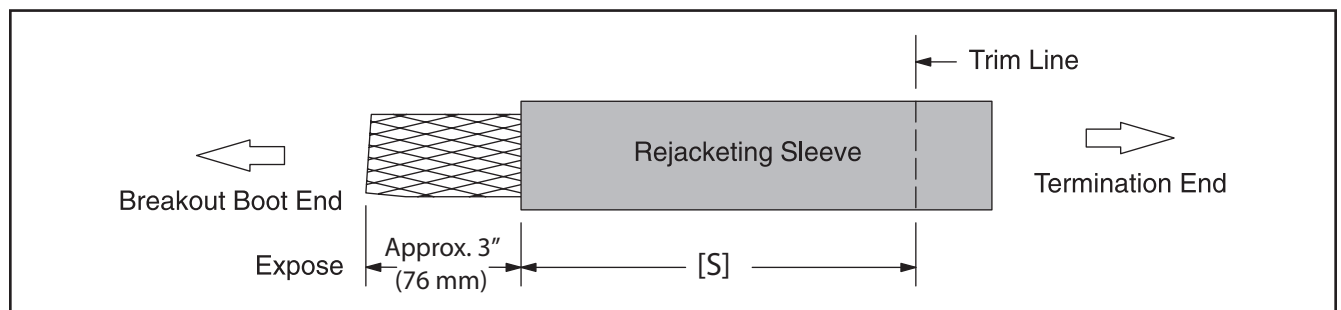 Trim Line
Rejacketing Sleeve
Termination End
Breakout Boot End
Expose
Approx. 3”
(76 mm)
[S]